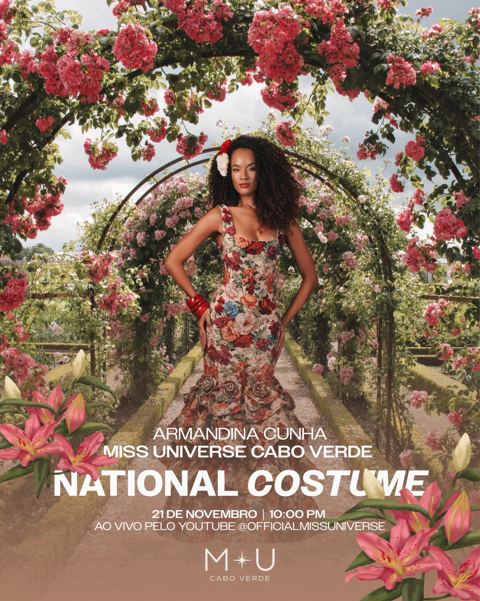 ARMANDINA CUNHA
MISS UNIVERSE CABO VERDE
NATIONAL COSTUME
21 DE NOVEMBRO | 10:00 PM
AO VIVO PELO YOUTUBE @OFFICIALMISSUNIVERSE
M U
CABO VERDE